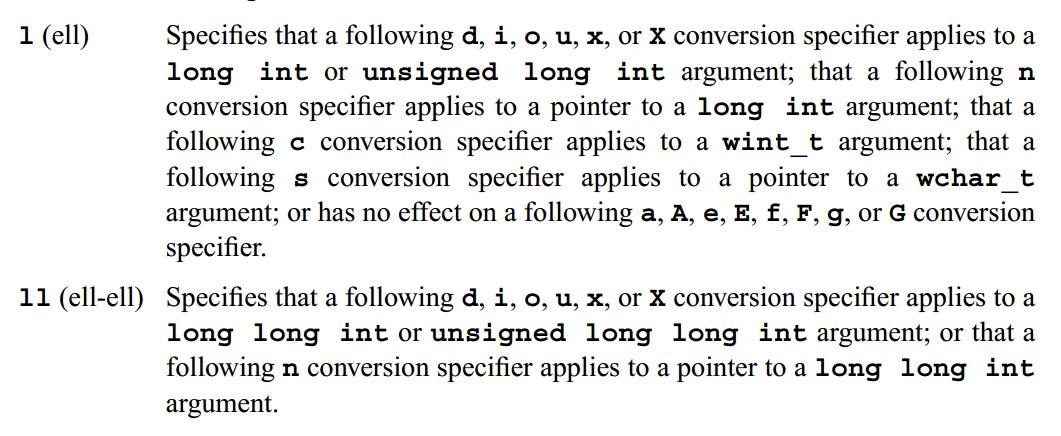 l (ell) Specifies that a following d, i, o, u, x, or X conversion specifier applies to a
long int or unsigned long int argument; that a following n
conversion specifier applies to a pointer to a long int argument; that a
following c conversion specifier applies to a wint_t argument; that a
following s conversion specifier applies to a pointer to a wchar_t
argument; or has no effect on a following a, A, e, E, f, F, g, or G conversion
specifier.
ll (ell-ell) Specifies that a following d, i, o, u, x, or X conversion specifier applies to a
long long int or unsigned long long int argument; or that a
following n conversion specifier applies to a pointer to a long long int
argument.